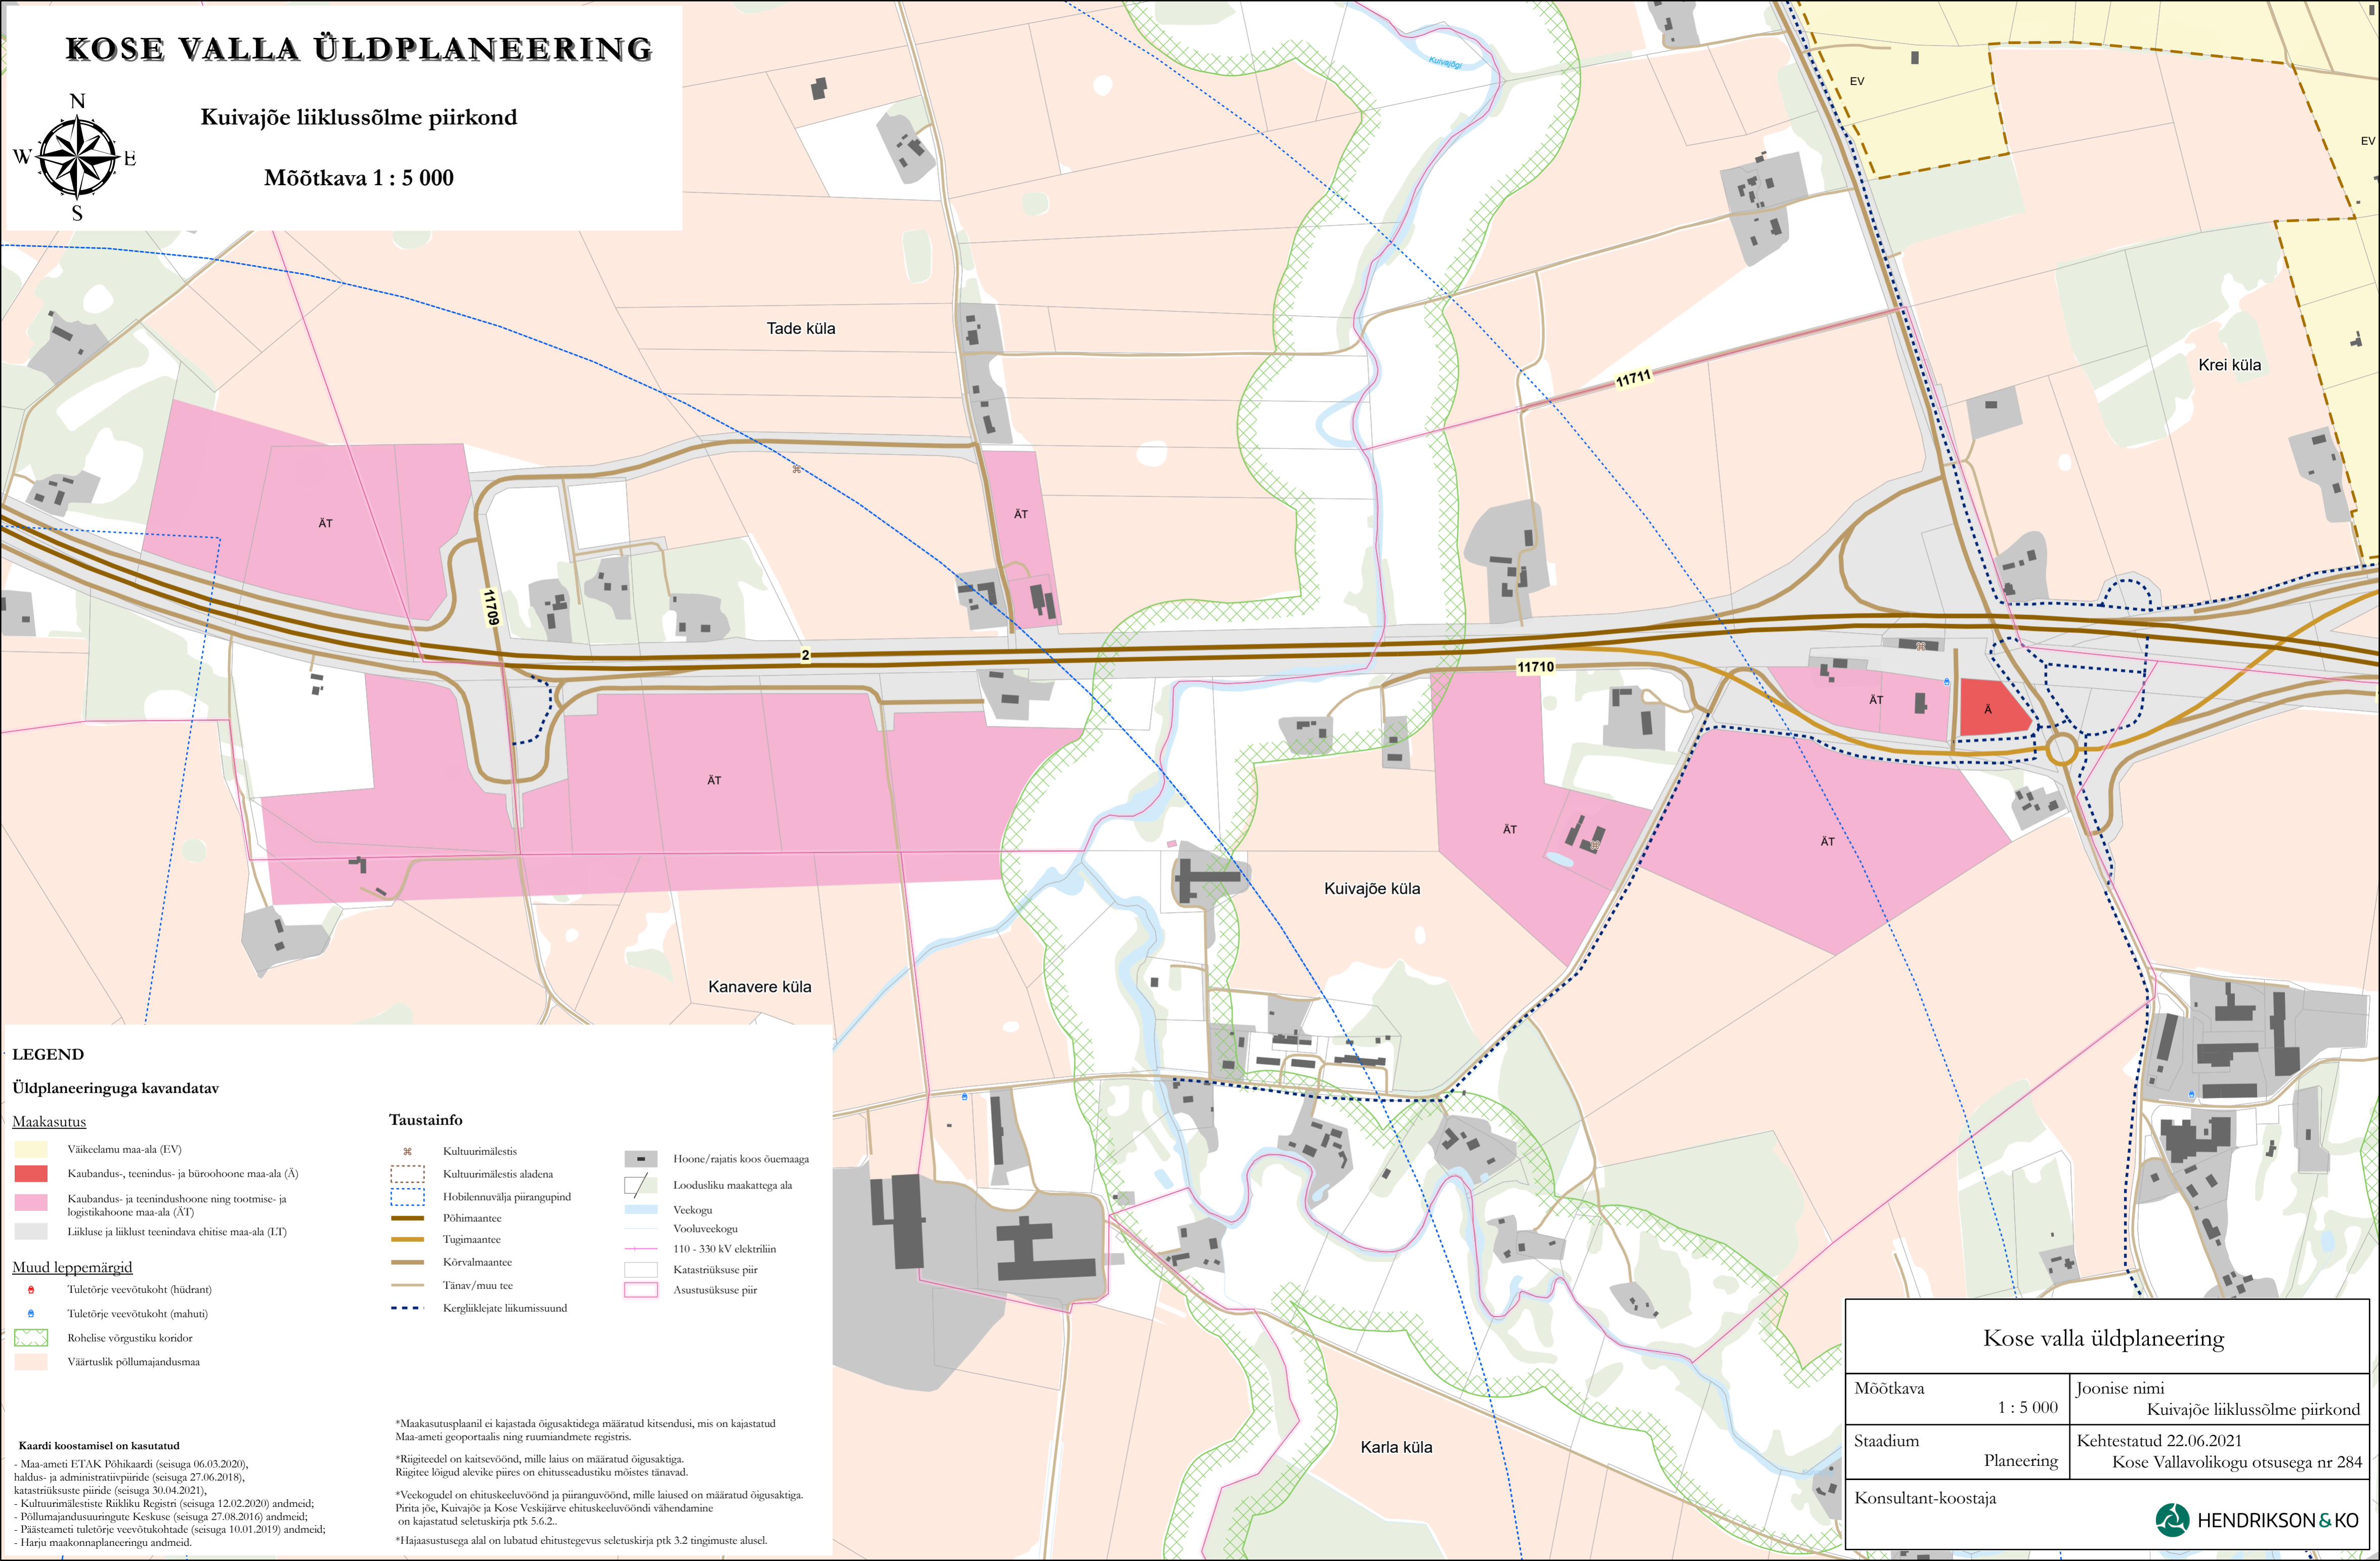 KOSE VALLA ÜLDPLANEERING
Kuivajõe liiklussõlme piirkond
Mõõtkava 1 : 5 000
N
W
E
S
Kuivajõgi
EV
EV
Tade küla
Krei küla
11711
ÄT
ÄT
11709
2
11710
ÄT
Ä
ÄT
ÄT
ÄT
Kuivajõe küla
Kanavere küla
Karla küla
LEGEND
Üldplaneeringuga kavandatav
Maakasutus
Väikeelamu maa-ala (EV)
Kaubandus-, teenindus- ja büroohoone maa-ala (Ä)
Kaubandus- ja teenindushoone ning tootmise- ja
logistikahoone maa-ala (ÄT)
Liikluse ja liiklust teenindava ehitise maa-ala (LT)
Muud leppemärgid
Tuletõrje veevõtukoht (hüdrant)
Tuletõrje veevõtukoht (mahuti)
Rohelise võrgustiku koridor
Väärtuslik põllumajandusmaa
Taustainfo
Kultuurimälestis
Kultuurimälestis aladena
Hobilennuvälja piirangupind
Põhimaantee
Tugimaantee
Kõrvalmaantee
Tänav/muu tee
Kergliiklejate liikumissuund
Hoone/rajatis koos õuemaaga
Loodusliku maakattega ala
Veekogu
Vooluveekogu
110 - 330 kV elektriliin
Katastriüksuse piir
Asustusüksuse piir
Kaardi koostamisel on kasutatud
- Maa-ameti ETAK Põhikaardi (seisuga 06.03.2020),
haldus- ja administratiivpiiride (seisuga 27.06.2018),
katastriüksuste piiride (seisuga 30.04.2021),
- Kultuurimälestiste Riikliku Registri (seisuga 12.02.2020) andmeid;
- Põllumajandusuuringute Keskuse (seisuga 27.08.2016) andmeid;
- Päästeameti tuletõrje veevõtukohtade (seisuga 10.01.2019) andmeid;
- Harju maakonnaplaneeringu andmeid.
*Maakasutusplaanil ei kajastada õigusaktidega määratud kitsendusi, mis on kajastatud
Maa-ameti geoportaalis ning ruumiandmete registris.
*Riigiteedel on kaitsevöönd, mille laius on määratud õigusaktiga.
Riigitee lõigud alevike piires on ehitusseadustiku mõistes tänavad.
*Veekogudel on ehituskeeluvöönd ja piiranguvöönd, mille laiused on määratud õigusaktiga.
Pirita jõe, Kuivajõe ja Kose Veskijärve ehituskeeluvööndi vähendamine
on kajastatud seletuskirja ptk 5.6.2..
*Hajaasustusega alal on lubatud ehitustegevus seletuskirja ptk 3.2 tingimuste alusel.
Kose valla üldplaneering
Mõõtkava
1 : 5 000
Joonise nimi
Kuivajõe liiklussõlme piirkond
Staadium
Planeering
Kehtestatud 22.06.2021
Kose Vallavolikogu otsusega nr 284
Konsultant-koostaja
HENDRIKSON & KO